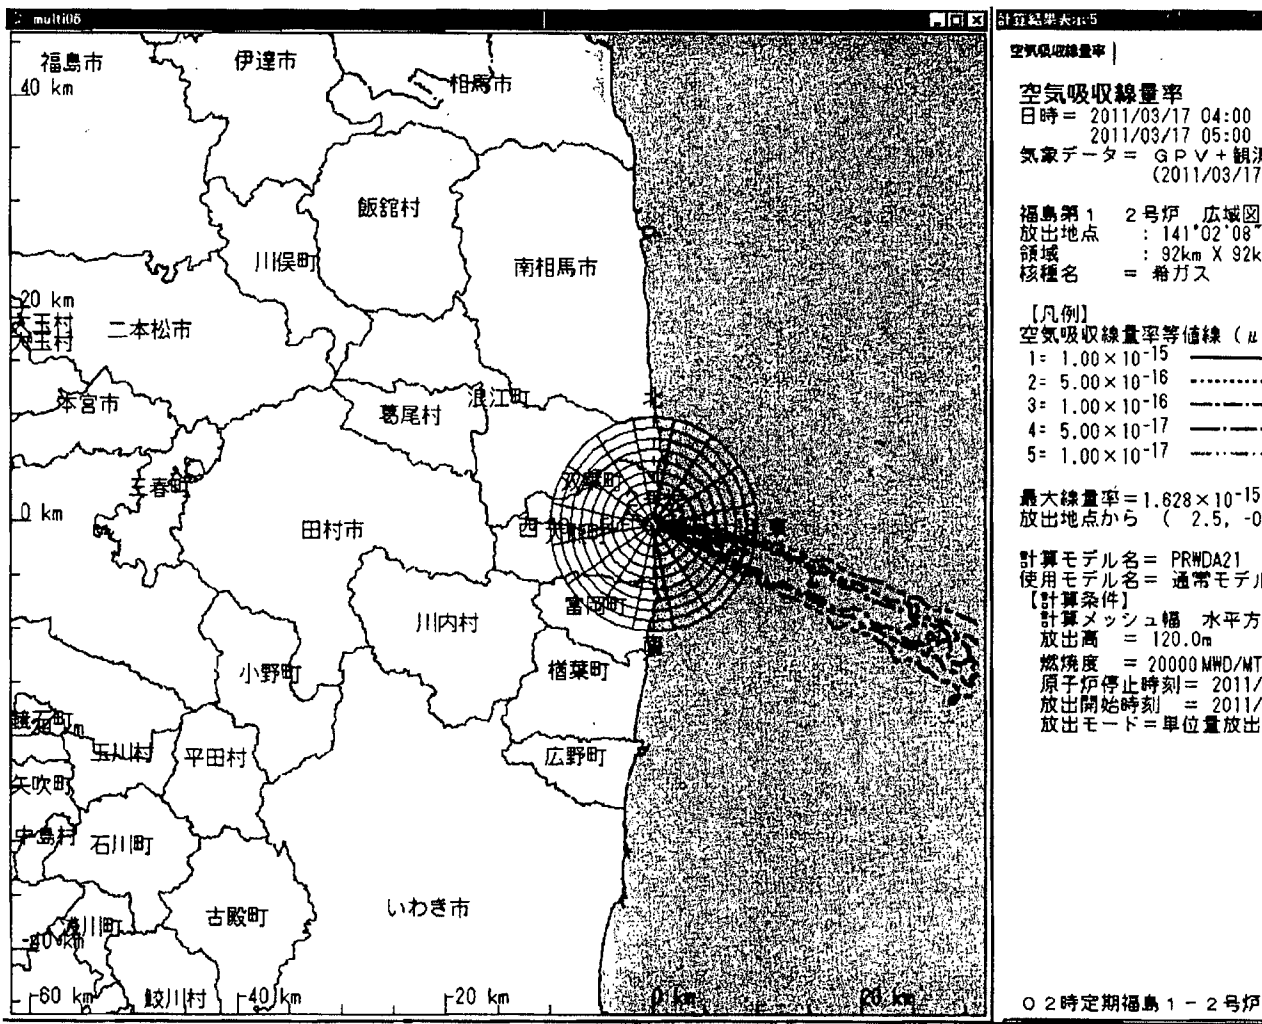 multi06
福島市
伊達市
相馬市
40 km
飯舘村
川俣町
南相馬市
20 km
大玉村
二本松市
本宮市
葛尾村
浪江町
北
双葉町
三春町
0 km
田村市
西
東
富岡町
川内村
小野町
楢葉町
玉川村
平田村
広野町
矢吹町
中島村
石川町
いわき市
古殿町
浅川町
-40 km
-60 km
鮫川村
-40 km
-20 km
0 km
20 km
計算結果表示:5
空気吸収線量率
空気吸収線量率
日時= 2011/03/17 04:00
2011/03/17 05:00
気象データ= GPV+観測
(2011/03/17
福島第1 2号炉 広域図
放出地点 : 141°02'08"
領域 : 92km X 92k
核種名 = 希ガス
【凡例】
空気吸収線量率等値線 (μ
1= 1.00×10⁻¹⁵
2= 5.00×10⁻¹⁶
3= 1.00×10⁻¹⁶
4= 5.00×10⁻¹⁷
5= 1.00×10⁻¹⁷
最大線量率=1.628×10⁻¹⁵
放出地点から ( 2.5, -0
計算モデル名= PRWDA21
使用モデル名= 通常モデル
【計算条件】
計算メッシュ幅 水平方
放出高 = 120.0m
燃焼度 = 20000MWD/MT
原子炉停止時刻= 2011/
放出開始時刻 = 2011/
放出モード=単位量放出
02時定期福島1-2号炉